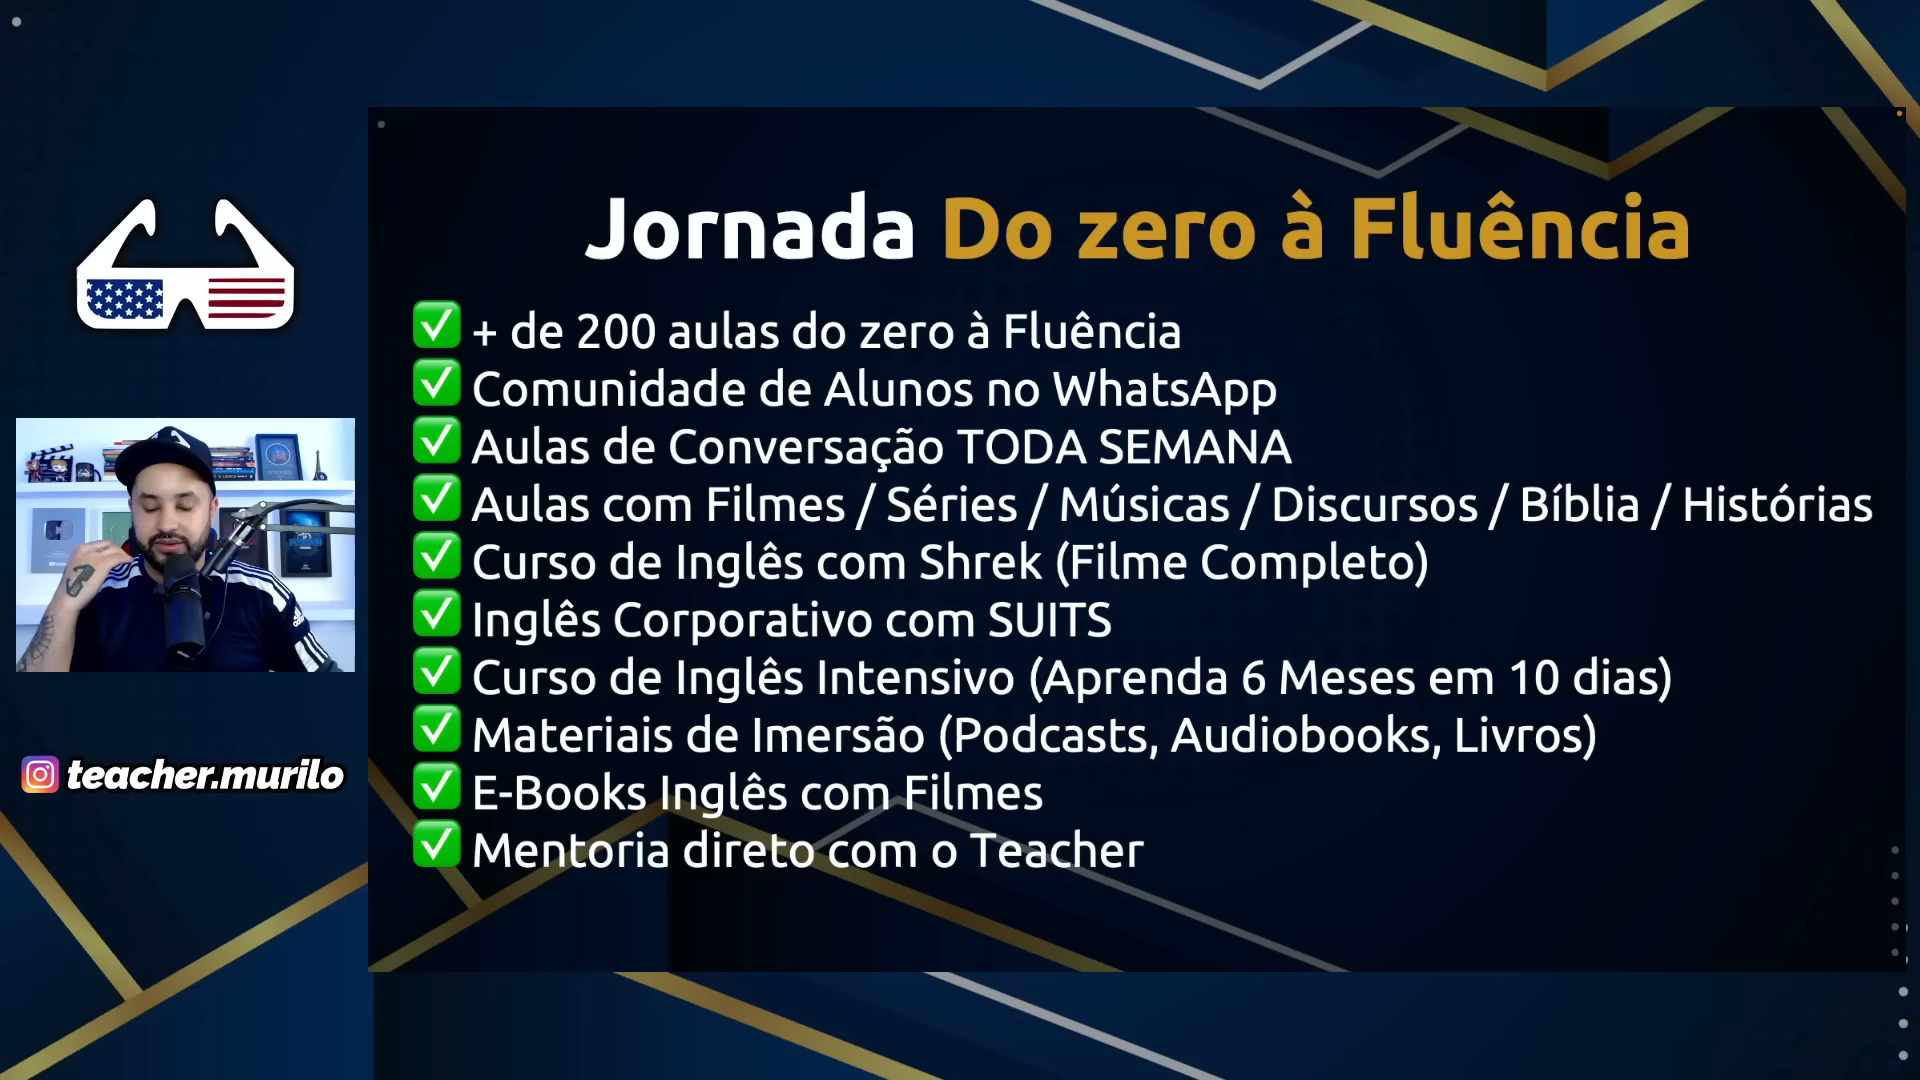 Jornada Do zero à Fluência
✅ + de 200 aulas do zero à Fluência
✅ Comunidade de Alunos no WhatsApp
✅ Aulas de Conversação TODA SEMANA
✅ Aulas com Filmes / Séries / Músicas / Discursos / Bíblia / Histórias
✅ Curso de Inglês com Shrek (Filme Completo)
✅ Inglês Corporativo com SUITS
✅ Curso de Inglês Intensivo (Aprenda 6 Meses em 10 dias)
✅ Materiais de Imersão (Podcasts, Audiobooks, Livros)
✅ E-Books Inglês com Filmes
✅ Mentoria direto com o Teacher
teacher.murilo